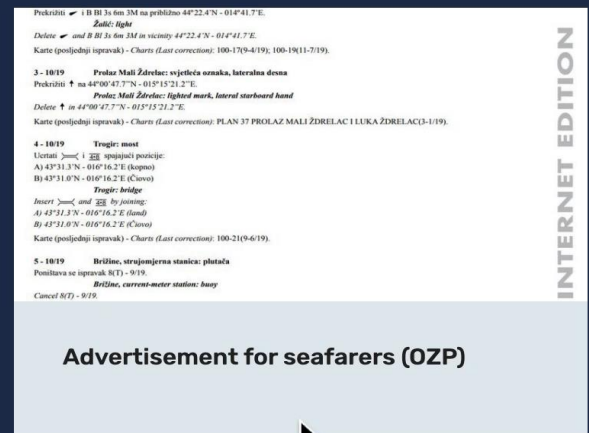 Prekrižiti i B Bl 3s 6m 3M na približno 44°22.4'N - 014°41.7'E.
Žalić: light
Delete and B Bl 3s 6m 3M in vicinity 44°22.4'N - 014°41.7'E.
Karte (posljednji ispravak) - Charts (Last correction): 100-17(9-4/19); 100-19(11-7/19).
3 - 10/19 Prolaz Mali Ždrelac: svjetleća oznaka, lateralna desna
Prekrižiti na 44°00'47.7"N - 015°15'21.2"E.
Prolaz Mali Ždrelac: lighted mark, lateral starboard hand
Delete in 44°00'47.7"N - 015°15'21.2"E.
Karte (posljednji ispravak) - Charts (Last correction): PLAN 37 PROLAZ MALI ŽDRELAC I LUKA ŽDRELAC(3-1/19).
4 - 10/19 Trogir: most
Ucrtati i spajajući pozicije:
A) 43°31.3'N - 016°16.2'E (kopno)
B) 43°31.0'N - 016°16.2'E (Čiovo)
Trogir: bridge
Insert and by joining:
A) 43°31.3'N - 016°16.2'E (land)
B) 43°31.0'N - 016°16.2'E (Čiovo)
Karte (posljednji ispravak) - Charts (Last correction): 100-21(9-6/19).
5 - 10/19 Brižine, strujomjerna stanica: plutača
Poništava se ispravak 8(T) - 9/19.
Brižine, current-meter station: buoy
Cancel 8(T) - 9/19.
INTERNET EDITION
Advertisement for seafarers (OZP)